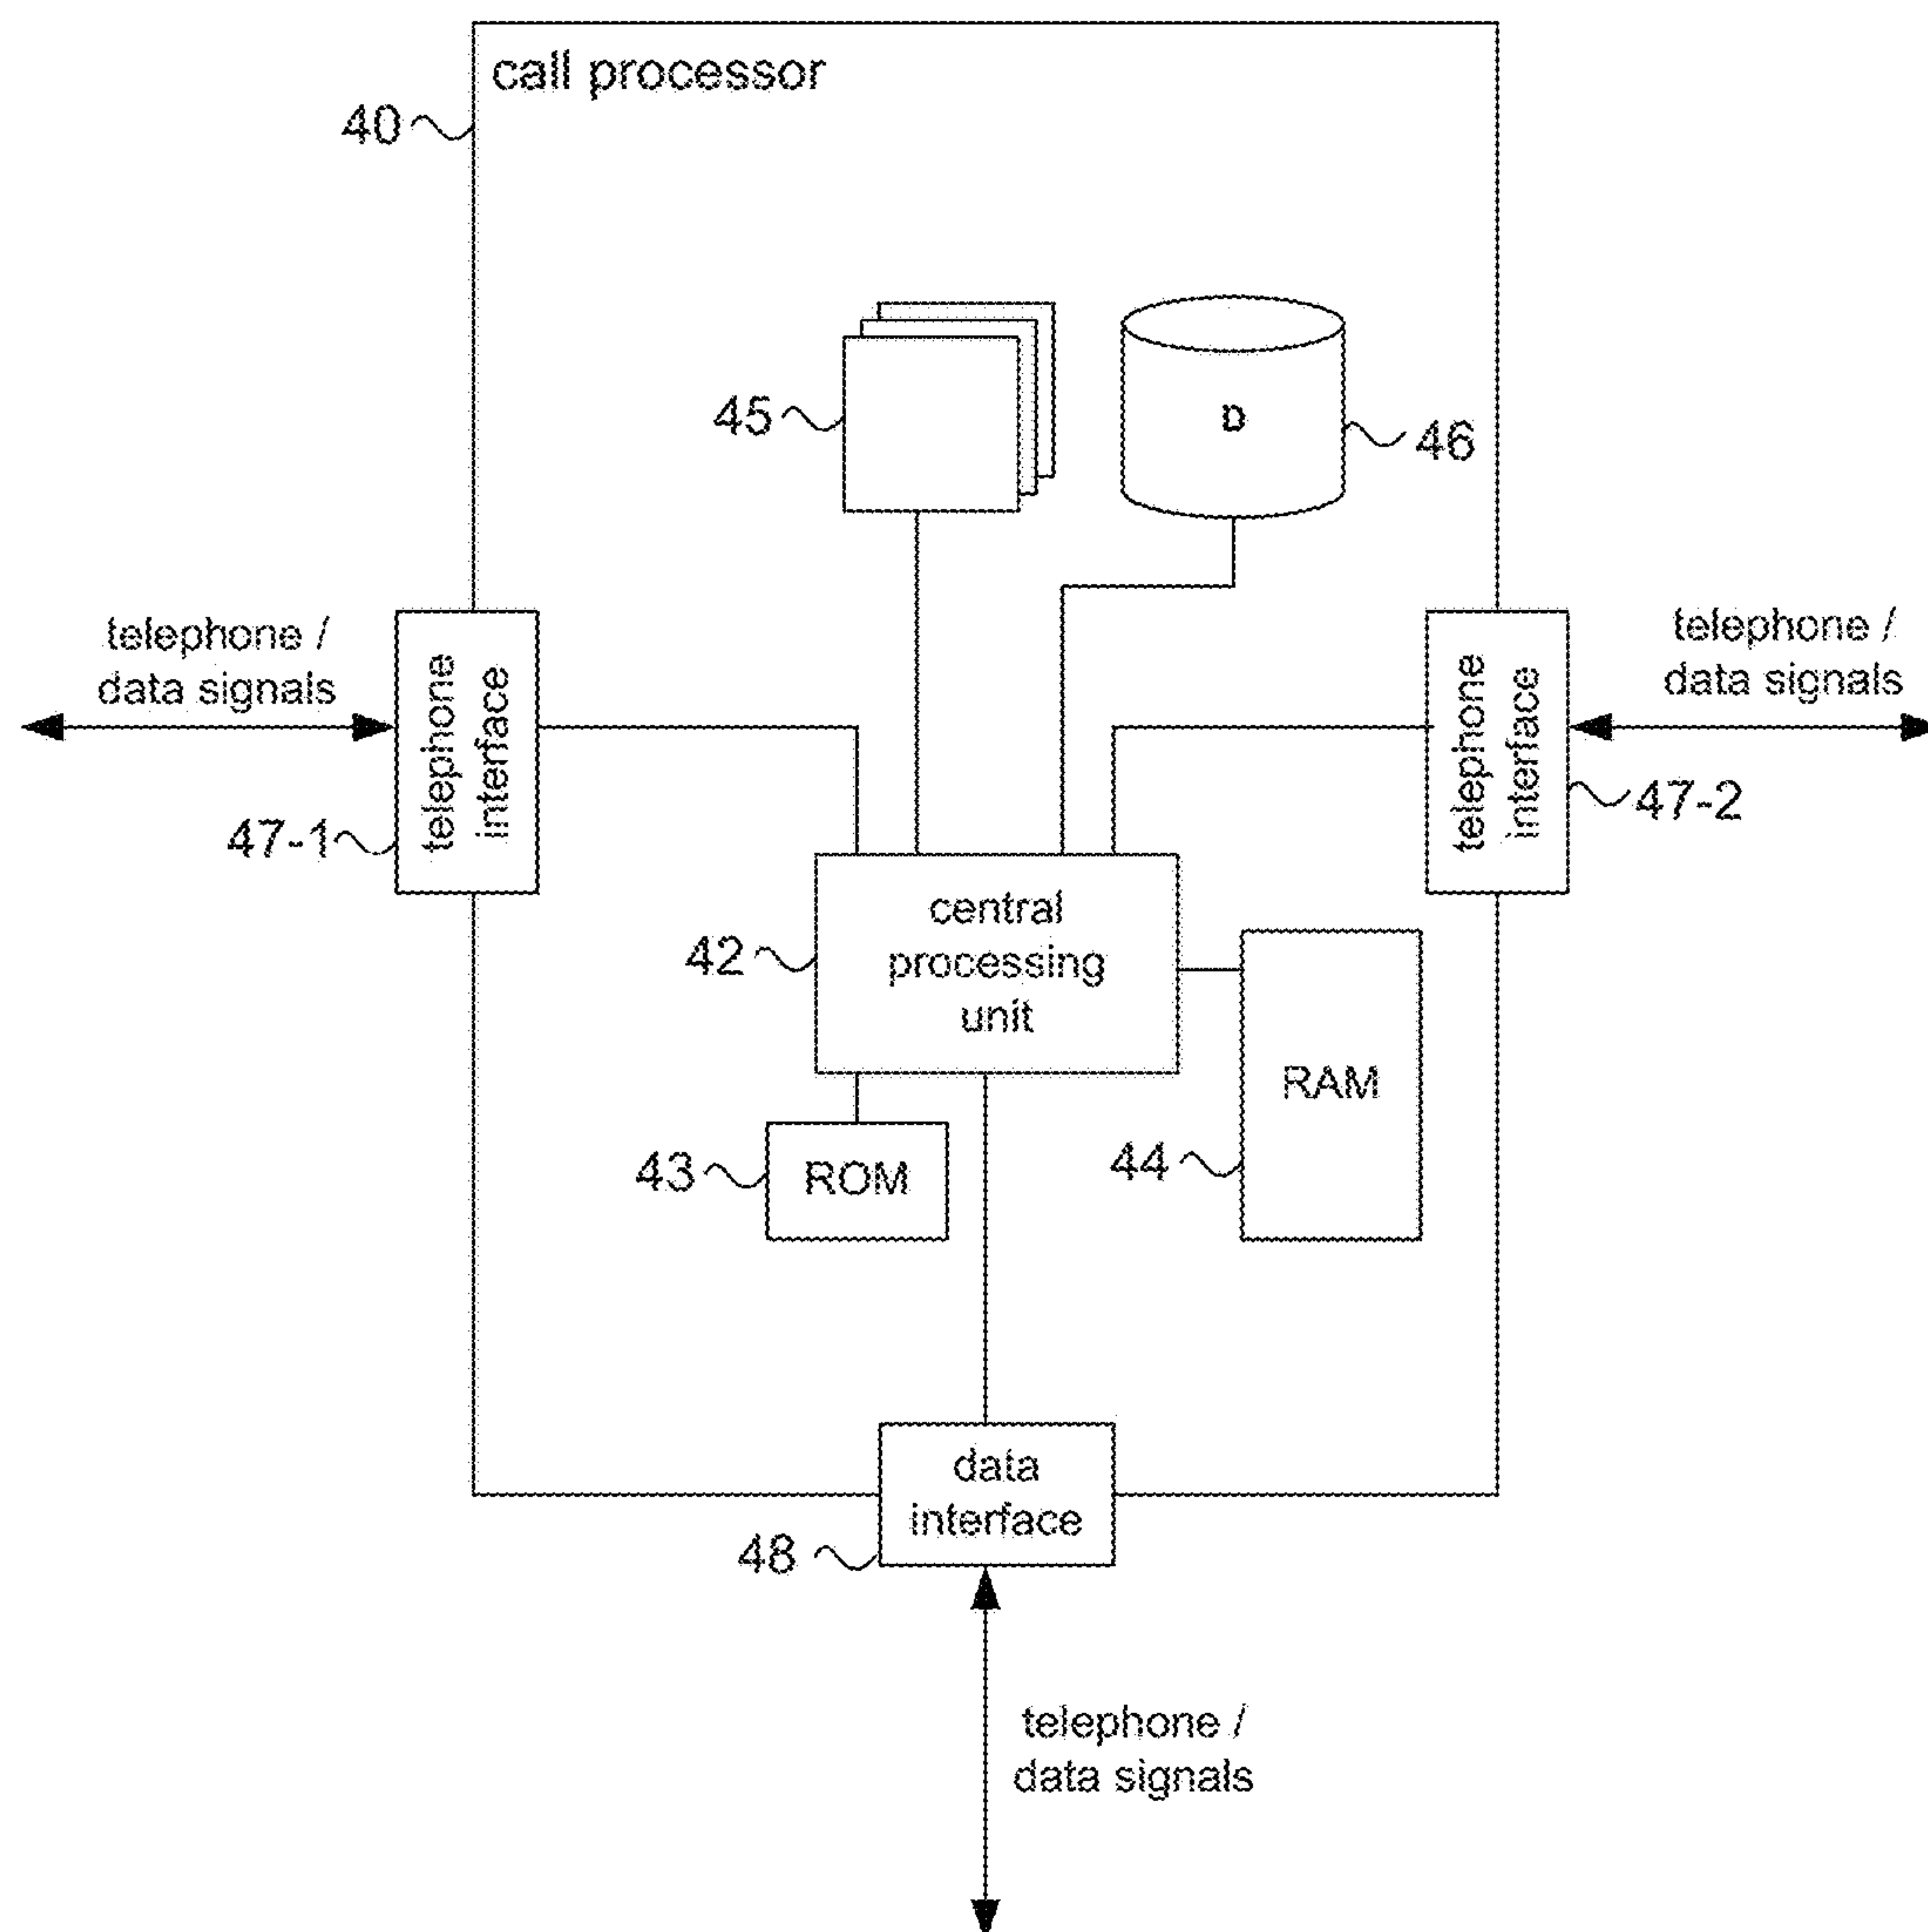 call processor
40
45
D
46
telephone /
data signals
telephone
interface
47-1
telephone /
data signals
telephone
interface
47-2
central
processing
unit
42
RAM
44
ROM
43
data
interface
48
telephone /
data signals